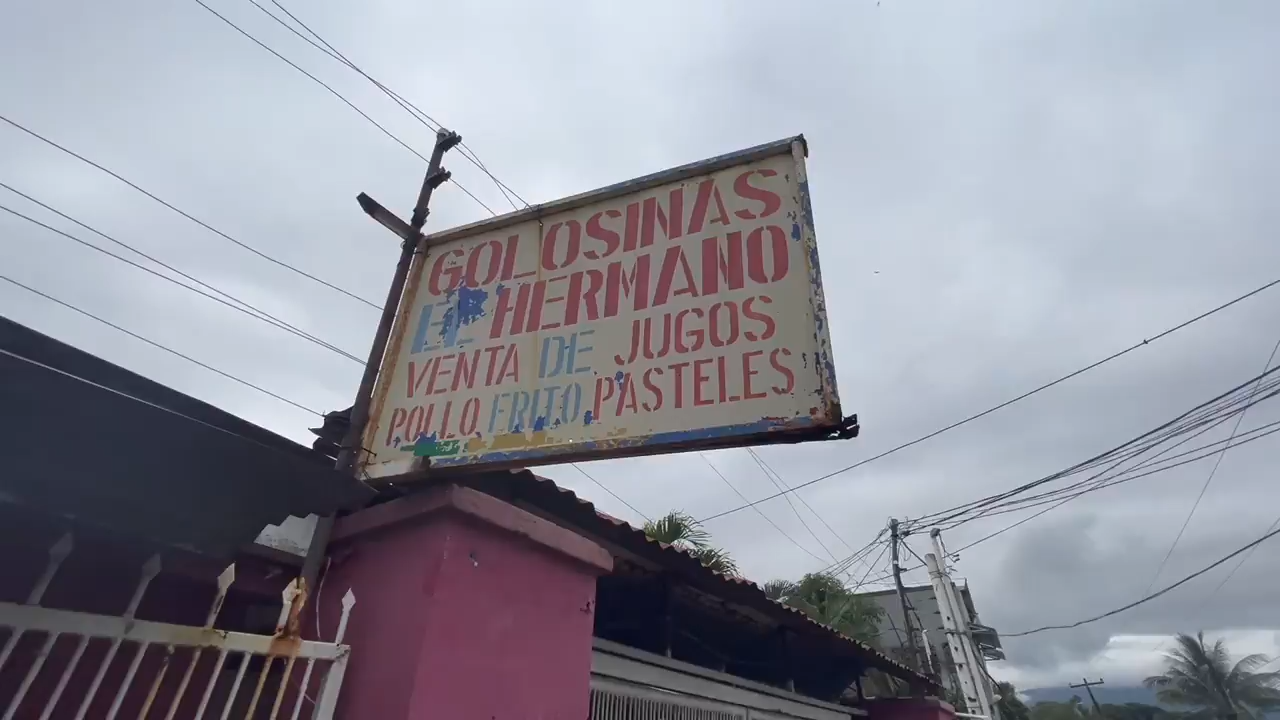 GOLOSINAS
EL HERMANO
VENTA DE JUGOS
POLLO FRITO PASTELES